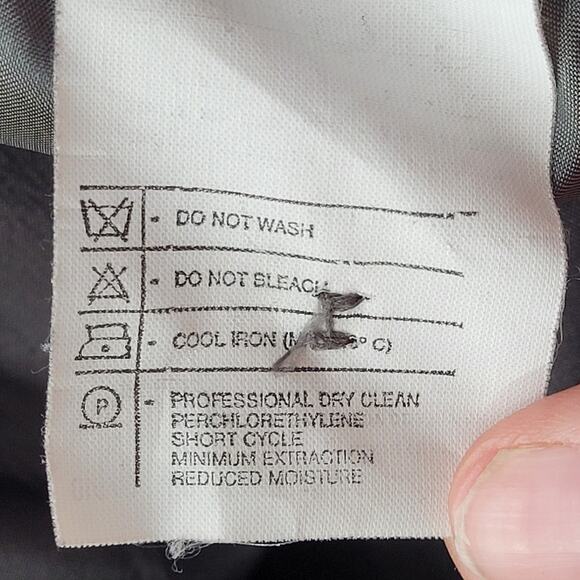 - DO NOT WASH
- DO NOT BLEACH
- COOL IRON ° C)
P
- PROFESSIONAL DRY CLEAN
PERCHLORETHYLENE
SHORT CYCLE
MINIMUM EXTRACTION
REDUCED MOISTURE